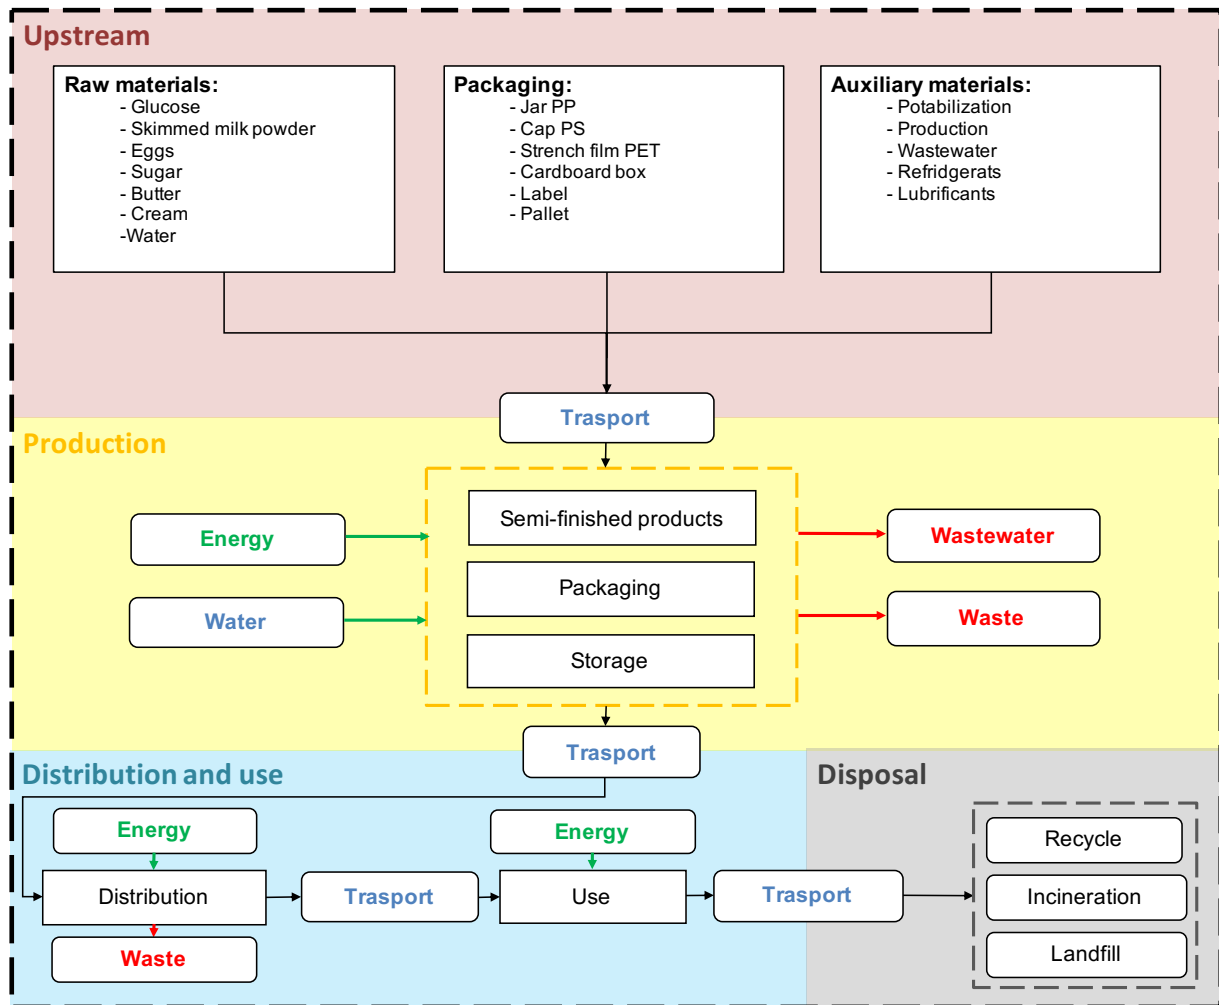 Upstream
Raw materials:
- Glucose
- Skimmed milk powder
- Eggs
- Sugar
- Butter
- Cream
-Water
Packaging:
- Jar PP
- Cap PS
- Strench film PET
- Cardboard box
- Label
- Pallet
Auxiliary materials:
- Potabilization
- Production
- Wastewater
- Refridgerats
- Lubrificants
Trasport
Production
Energy
Water
Semi-finished products
Packaging
Storage
Wastewater
Waste
Trasport
Distribution and use
Energy
Distribution
Waste
Trasport
Energy
Use
Trasport
Disposal
Recycle
Incineration
Landfill